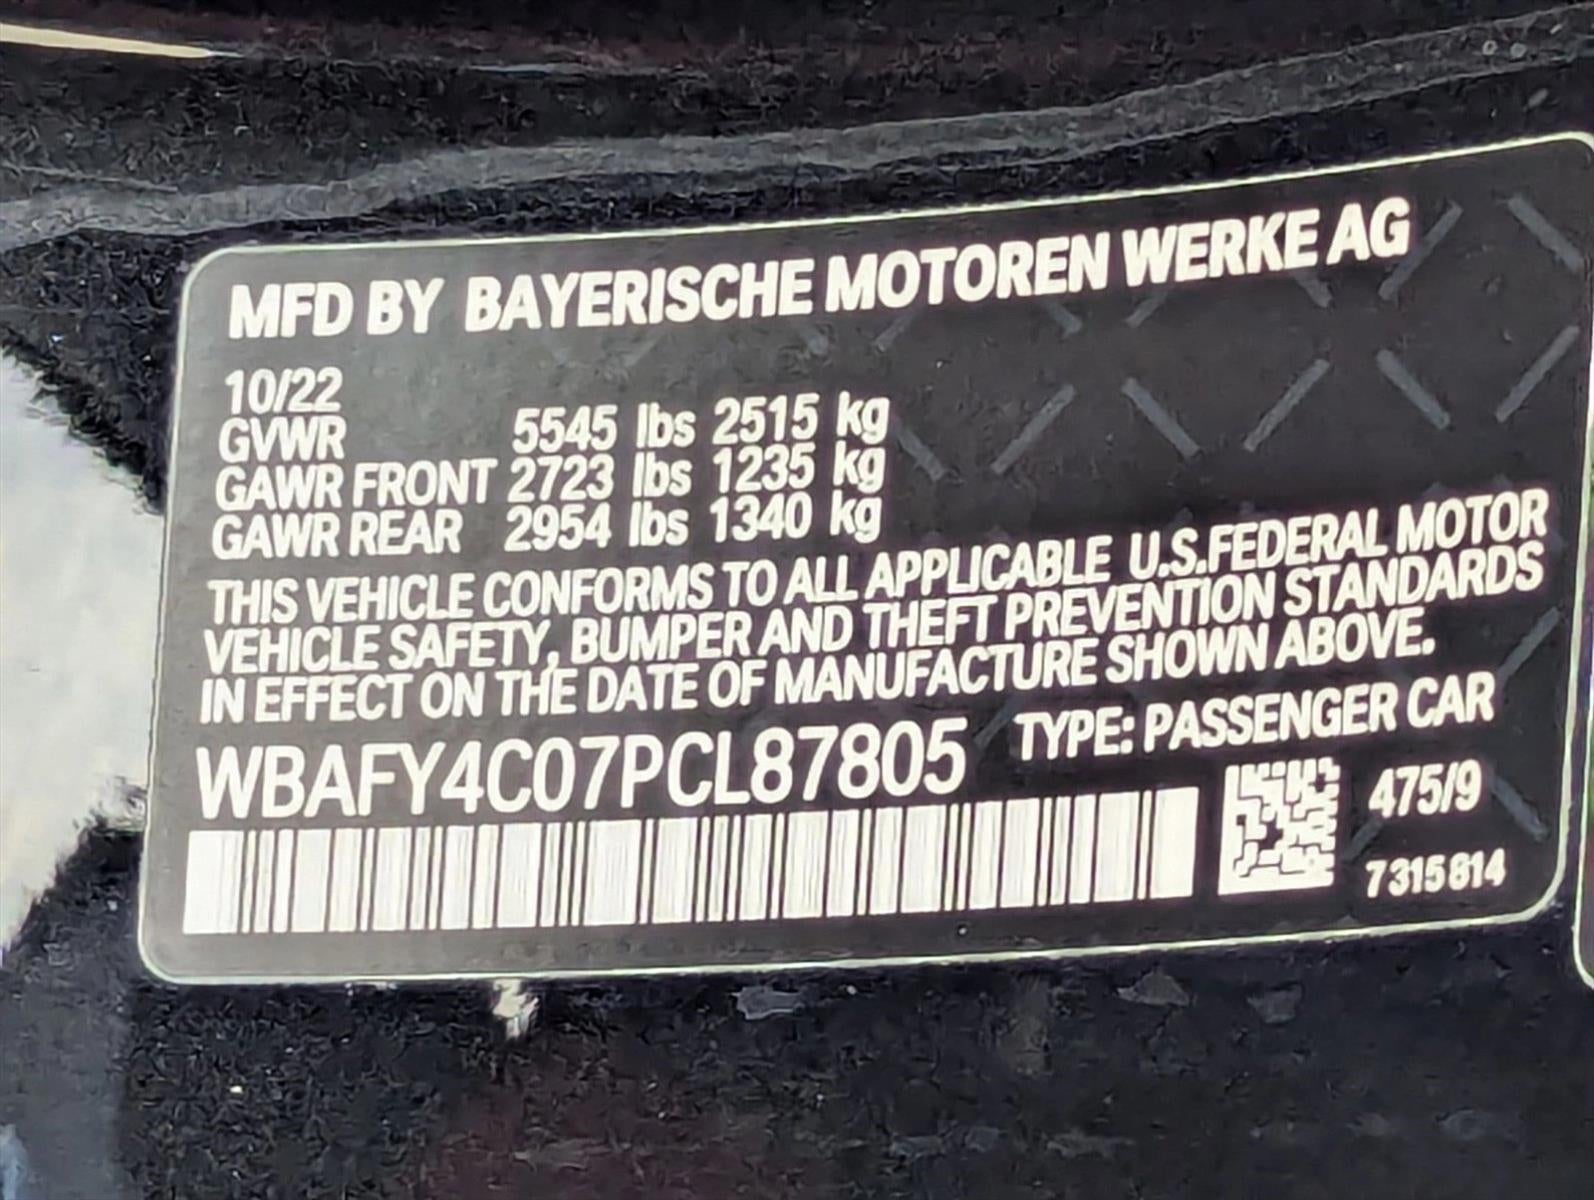 MFD BY BAYERISCHE MOTOREN WERKE AG
10/22
GVWR 5545 lbs 2515 kg
GAWR FRONT 2723 lbs 1235 kg
GAWR REAR 2954 lbs 1340 kg
THIS VEHICLE CONFORMS TO ALL APPLICABLE U.S.FEDERAL MOTOR
VEHICLE SAFETY, BUMPER AND THEFT PREVENTION STANDARDS
IN EFFECT ON THE DATE OF MANUFACTURE SHOWN ABOVE.
WBAFY4C07PCL87805 TYPE: PASSENGER CAR
475/9
7315814